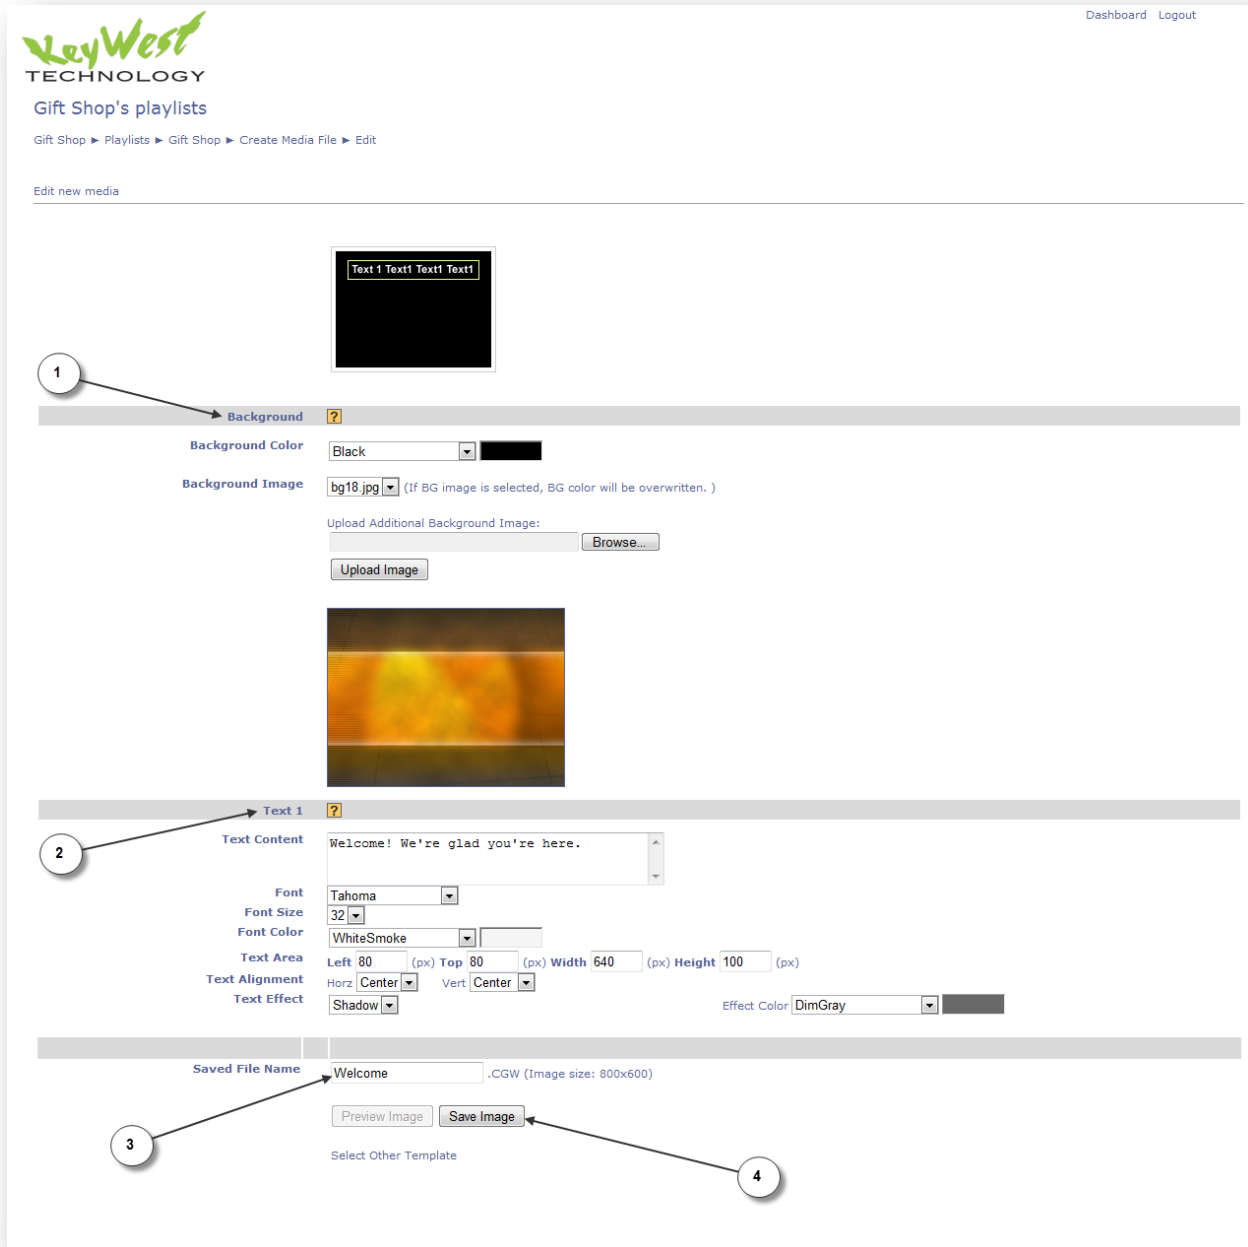 Dashboard Logout
KeyWest
TECHNOLOGY
Gift Shop's playlists
Gift Shop ► Playlists ► Gift Shop ► Create Media File ► Edit
Edit new media
Text 1 Text1 Text1 Text1
1
Background ?
Background Color Black
Background Image bg18.jpg (If BG image is selected, BG color will be overwritten. )
Upload Additional Background Image:
Browse...
Upload Image
Text 1 ?
2
Text Content Welcome! We're glad you're here.
Font Tahoma
Font Size 32
Font Color WhiteSmoke
Text Area Left 80 (px) Top 80 (px) Width 640 (px) Height 100 (px)
Text Alignment Horz Center Vert Center
Text Effect Shadow Effect Color DimGray
Saved File Name Welcome .CGW (Image size: 800x600)
Preview Image Save Image
3
Select Other Template
4